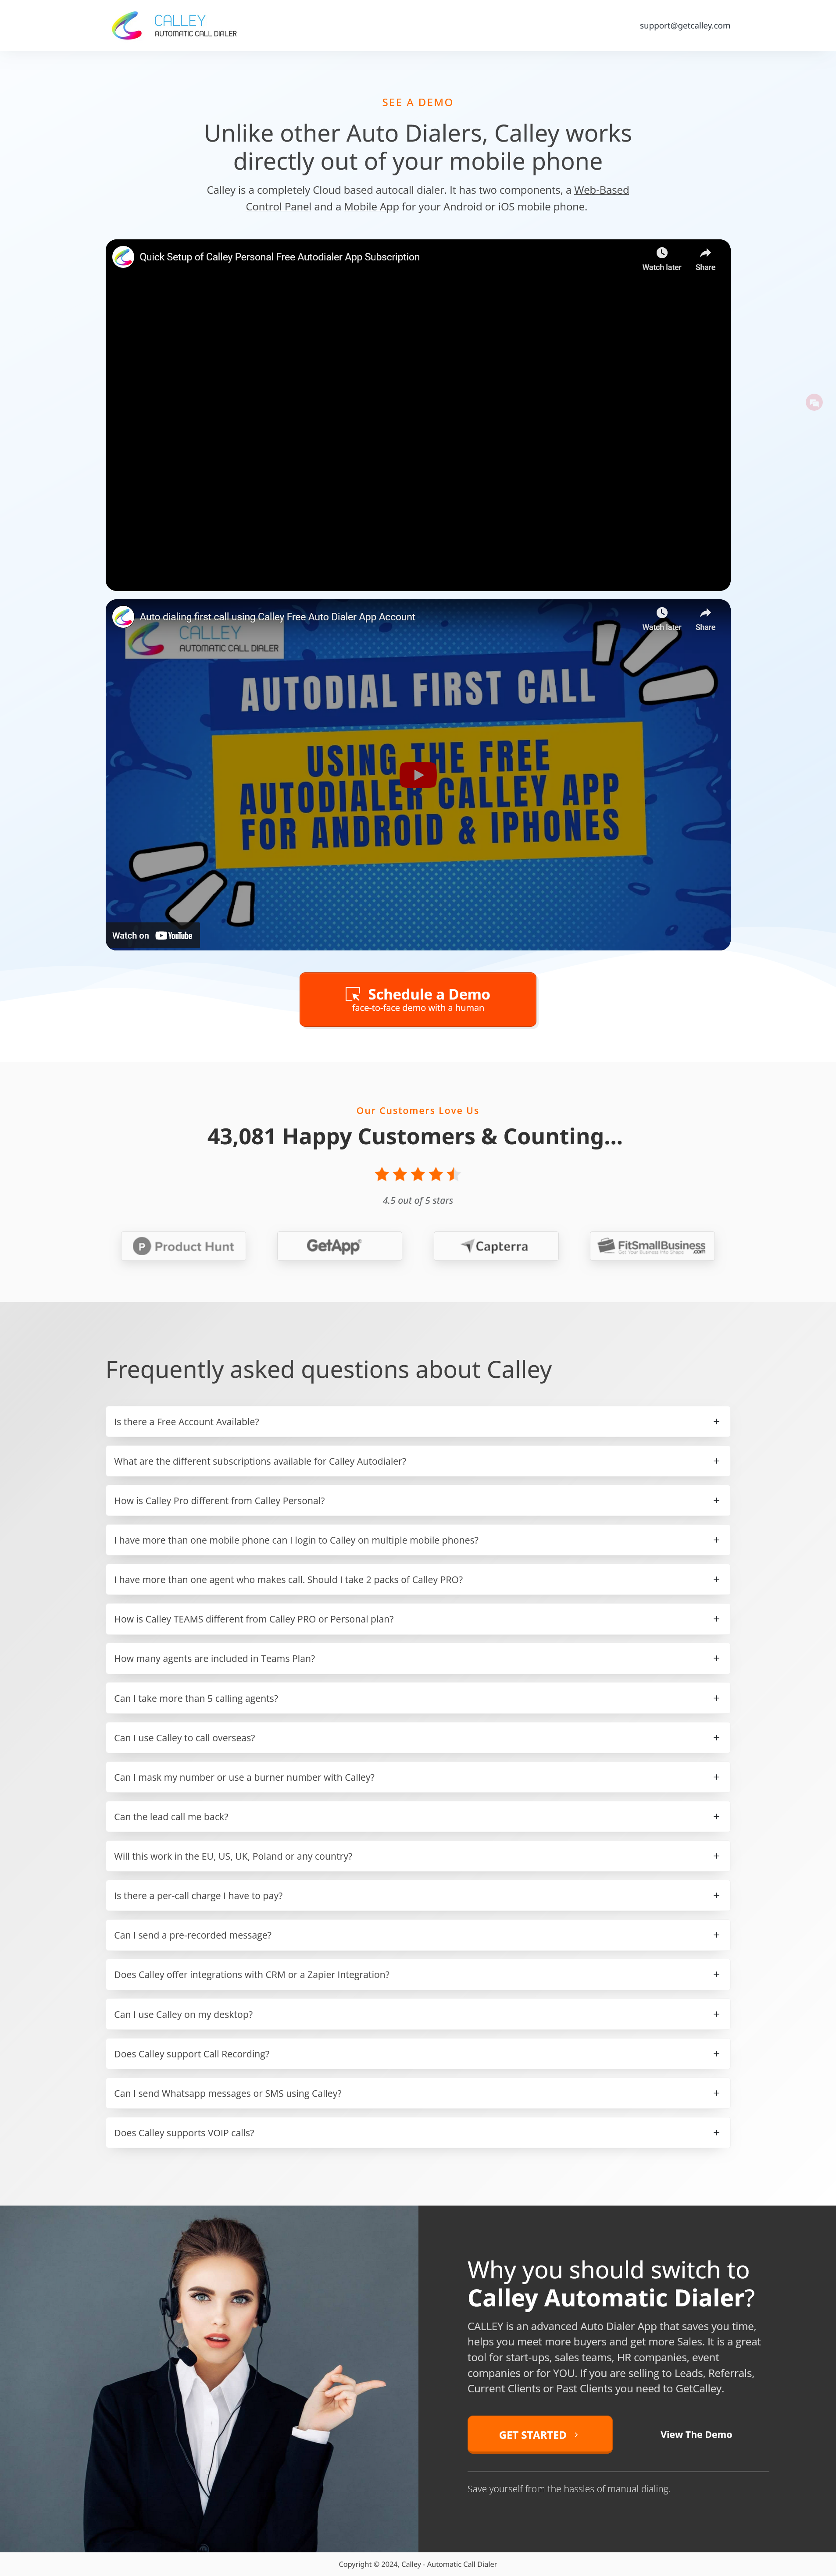 CALLEY
AUTOMATIC CALL DIALER
support@getcalley.com
SEE A DEMO
Unlike other Auto Dialers, Calley works
directly out of your mobile phone
Calley is a completely Cloud based autocall dialer. It has two components, a Web-Based
Control Panel and a Mobile App for your Android or iOS mobile phone.
Quick Setup of Calley Personal Free Autodialer App Subscription
Watch later
Share
Auto dialing first call using Calley Free Auto Dialer App Account
Watch later
Share
CALLEY
AUTOMATIC CALL DIALER
AUTODIAL FIRST CALL
USING THE FREE
AUTODIALER CALLEY APP
FOR ANDROID & IPHONES
Watch on YouTube
Schedule a Demo
face-to-face demo with a human
Our Customers Love Us
43,081 Happy Customers & Counting...
4.5 out of 5 stars
P Product Hunt
GetApp
Capterra
FitSmallBusiness
.com
Frequently asked questions about Calley
Is there a Free Account Available? +
What are the different subscriptions available for Calley Autodialer? +
How is Calley Pro different from Calley Personal? +
I have more than one mobile phone can I login to Calley on multiple mobile phones? +
I have more than one agent who makes call. Should I take 2 packs of Calley PRO? +
How is Calley TEAMS different from Calley PRO or Personal plan? +
How many agents are included in Teams Plan? +
Can I take more than 5 calling agents? +
Can I use Calley to call overseas? +
Can I mask my number or use a burner number with Calley? +
Can the lead call me back? +
Will this work in the EU, US, UK, Poland or any country? +
Is there a per-call charge I have to pay? +
Can I send a pre-recorded message? +
Does Calley offer integrations with CRM or a Zapier Integration? +
Can I use Calley on my desktop? +
Does Calley support Call Recording? +
Can I send Whatsapp messages or SMS using Calley? +
Does Calley supports VOIP calls? +
Why you should switch to
Calley Automatic Dialer?
CALLEY is an advanced Auto Dialer App that saves you time,
helps you meet more buyers and get more Sales. It is a great
tool for start-ups, sales teams, HR companies, event
companies or for YOU. If you are selling to Leads, Referrals,
Current Clients or Past Clients you need to GetCalley.
GET STARTED >
View The Demo
Save yourself from the hassles of manual dialing.
Copyright © 2024, Calley - Automatic Call Dialer